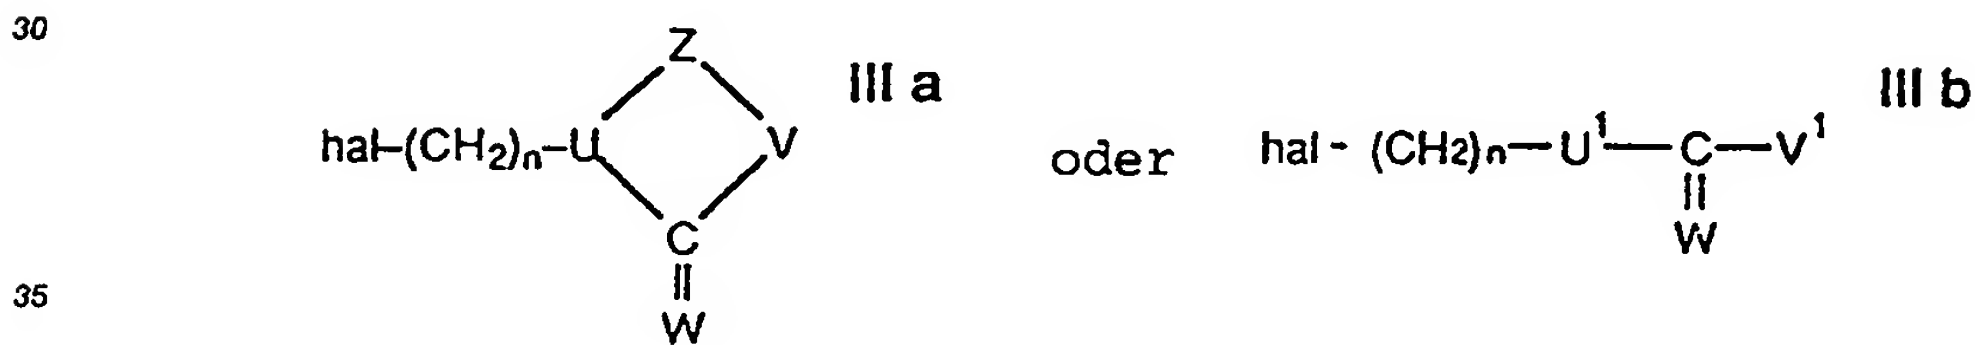 30
Z
III a
III b
hal-(CH2)n-U
V
oder
hal - (CH2)n-U1-C-V1
C
||
W
||
W
35